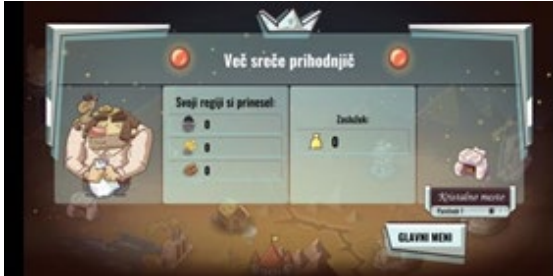 Več sreče prihodnjič
Svoji regiji si prinesel:
0
0
0
Zaslužek:
0
Kristalno mesto
GLAVNI MENI